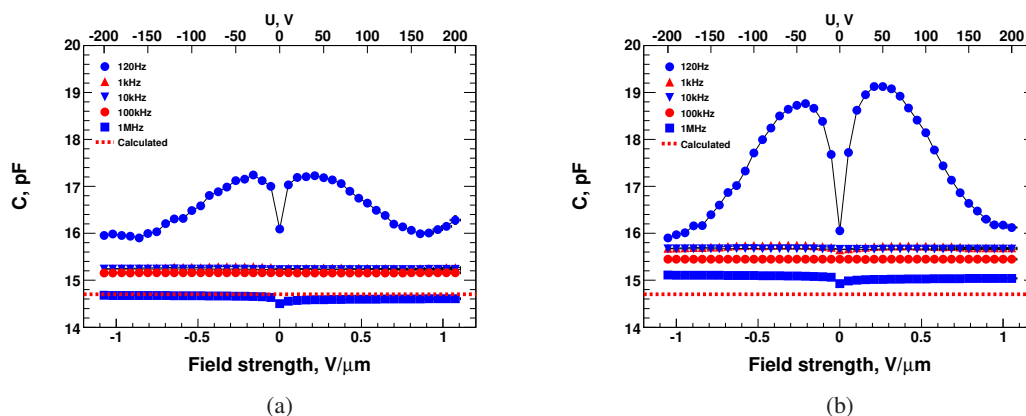 U, V
-200 -150 -100 -50 0 50 100 150 200
20
19
18
17
16
15
14
C, pF
120Hz
1kHz
10kHz
100kHz
1MHz
Calculated
-1 -0.5 0 0.5 1
Field strength, V/μm
(a)
U, V
-200 -150 -100 -50 0 50 100 150 200
20
19
18
17
16
15
14
C, pF
120Hz
1kHz
10kHz
100kHz
1MHz
Calculated
-1 -0.5 0 0.5 1
Field strength, V/μm
(b)